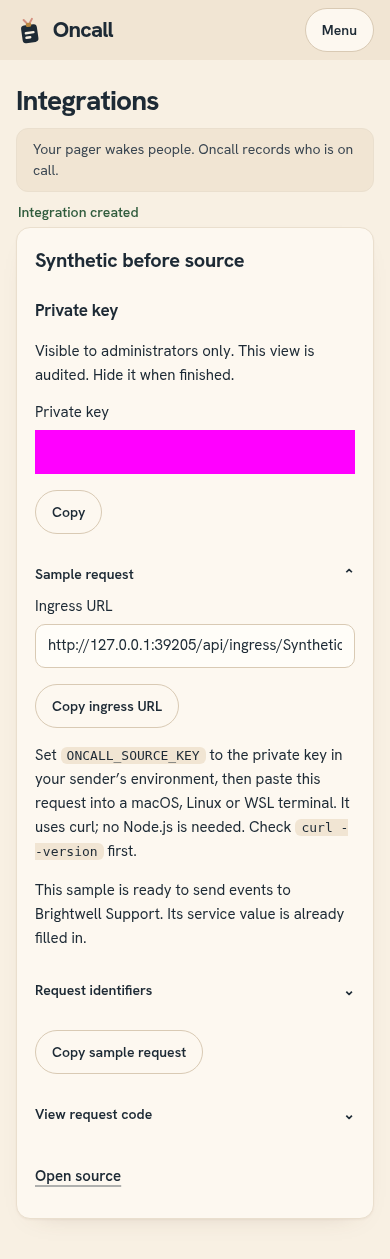 Oncall
Menu
Integrations
Your pager wakes people. Oncall records who is on
call.
Integration created
Synthetic before source
Private key
Visible to administrators only. This view is
audited. Hide it when finished.
Private key
Copy
Sample request
Ingress URL
http://127.0.0.1:39205/api/ingress/Synthetic
Copy ingress URL
Set ONCALL_SOURCE_KEY to the private key in
your sender’s environment, then paste this
request into a macOS, Linux or WSL terminal. It
uses curl; no Node.js is needed. Check curl -
-version first.
This sample is ready to send events to
Brightwell Support. Its service value is already
filled in.
Request identifiers
Copy sample request
View request code
Open source